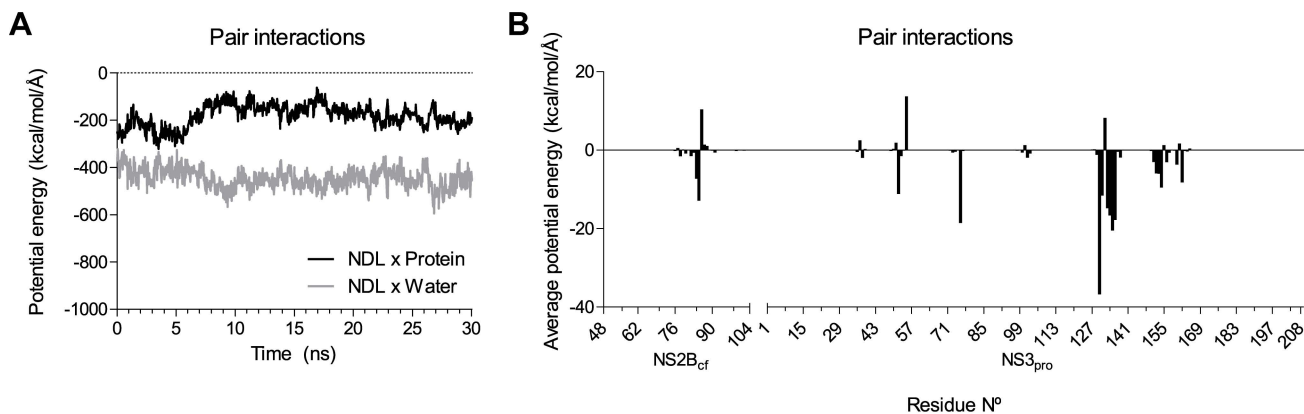 A
Pair interactions
Potential energy (kcal/mol/Å)
0
-200
-400
-600
-800
-1000
NDL x Protein
NDL x Water
0 5 10 15 20 25 30
Time (ns)
B
Pair interactions
Average potential energy (kcal/mol/Å)
20
0
-20
-40
48 62 76 90 104 1 15 29 43 57 71 85 99 113 127 141 155 169 183 197 208
NS2Bcf NS3pro
Residue Nº